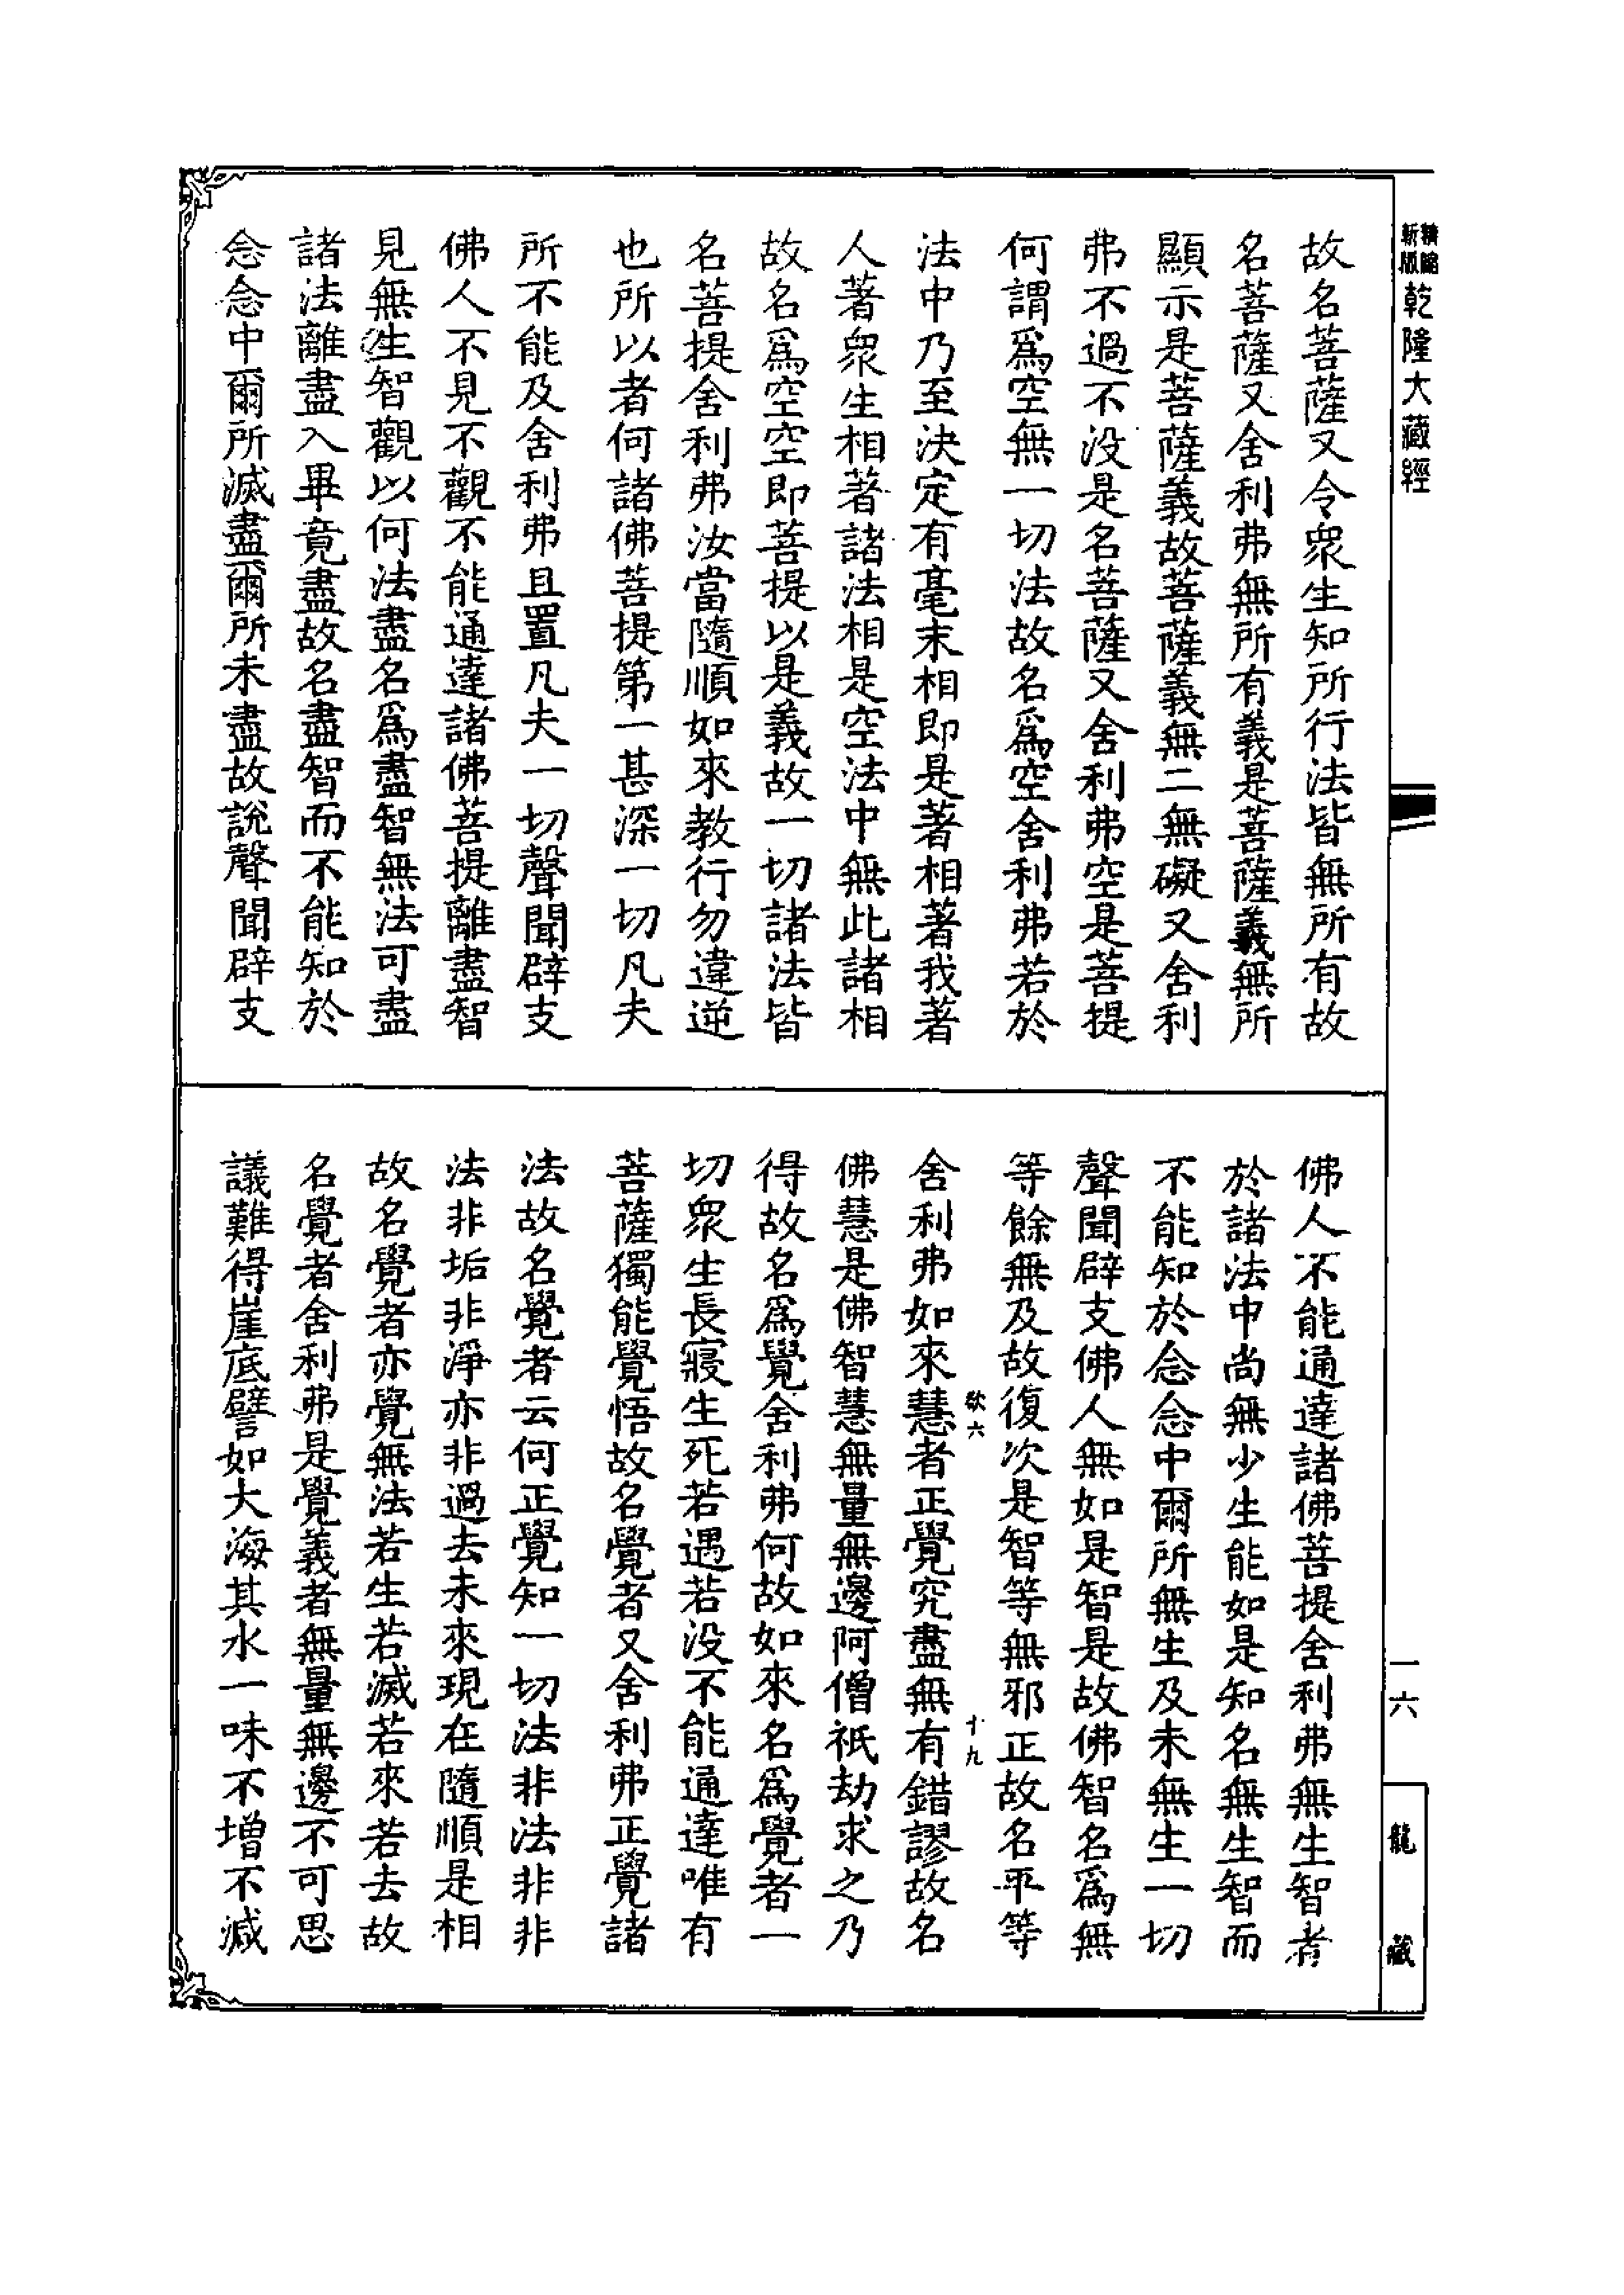 精縮
新版
乾隆大藏經
故名菩薩又令衆生知所行法皆無所有故
名菩薩又舍利弗無所有義是菩薩義無所
顯示是菩薩義故菩薩義無二無礙又舍利
弗不過不没是名菩薩又舍利弗空是菩提
何謂爲空無一切法故名爲空舍利弗若於
法中乃至決定有毫末相即是著相著我著
人著衆生相著諸法相是空法中無此諸相
故名爲空空即菩提以是義故一切諸法皆
名菩提舍利弗汝當隨順如來教行勿違逆
也所以者何諸佛菩提第一甚深一切凡夫
所不能及舍利弗且置凡夫一切聲聞辟支
佛人不見不觀不能通達諸佛菩提離盡智
見無生智觀以何法盡名爲盡智無法可盡
諸法離盡入畢竟盡故名盡智而不能知於
念念中爾所滅盡爾所未盡故說聲聞辟支
佛人不能通達諸佛菩提舍利弗無生智者
於諸法中尚無少生能如是知名無生智而
不能知於念念中爾所無生及未無生一切
聲聞辟支佛人無如是智是故佛智名爲無
等餘無及故復次是智等無邪正故名平等
欲六
十九
舍利弗如來慧者正覺究盡無有錯謬故名
佛慧是佛智慧無量無邊阿僧祇劫求之乃
得故名爲覺舍利弗何故如來名爲覺者一
切衆生長寢生死若遇若没不能通達唯有
菩薩獨能覺悟故名覺者又舍利弗正覺諸
法故名覺者云何正覺知一切法非法非非
法非垢非淨亦非過去未來現在隨順是相
故名覺者亦覺無法若生若滅若來若去故
名覺者舍利弗是覺義者無量無邊不可思
議難得崖底譬如大海其水一味不增不減
一六
龍藏